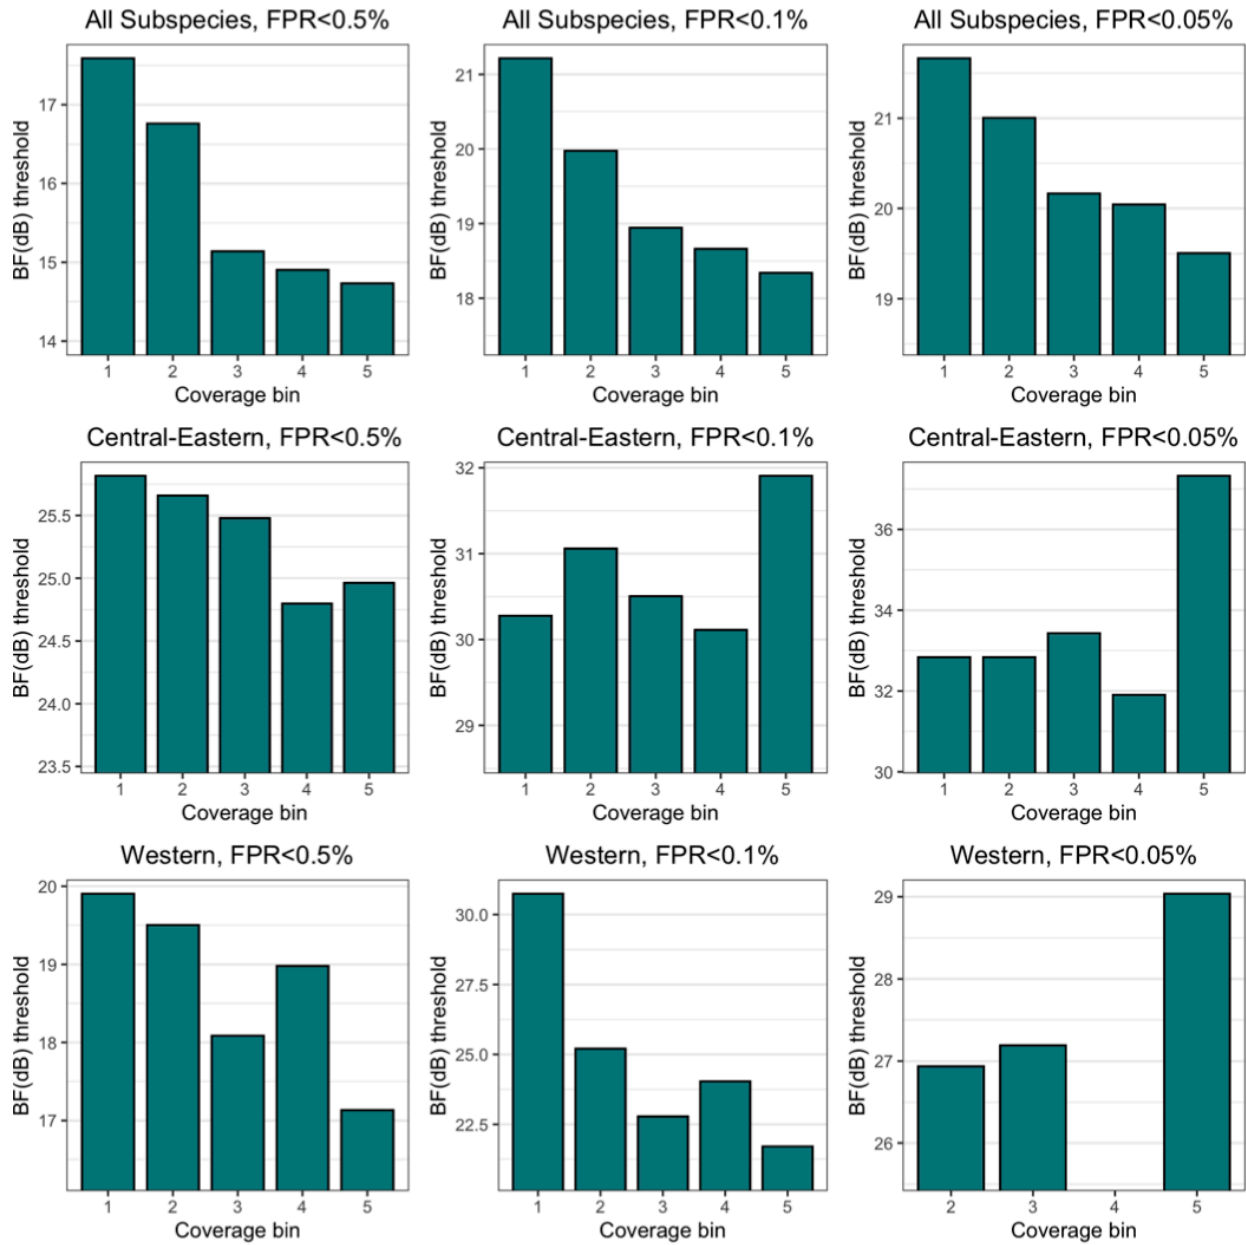 All Subspecies, FPR<0.5%
BF(dB) threshold
17
16
15
14
1 2 3 4 5
Coverage bin
All Subspecies, FPR<0.1%
BF(dB) threshold
21
20
19
18
1 2 3 4 5
Coverage bin
All Subspecies, FPR<0.05%
BF(dB) threshold
21
20
19
1 2 3 4 5
Coverage bin
Central-Eastern, FPR<0.5%
BF(dB) threshold
25.5
25.0
24.5
24.0
23.5
1 2 3 4 5
Coverage bin
Central-Eastern, FPR<0.1%
BF(dB) threshold
32
31
30
29
1 2 3 4 5
Coverage bin
Central-Eastern, FPR<0.05%
BF(dB) threshold
36
34
32
30
1 2 3 4 5
Coverage bin
Western, FPR<0.5%
BF(dB) threshold
20
19
18
17
1 2 3 4 5
Coverage bin
Western, FPR<0.1%
BF(dB) threshold
30.0
27.5
25.0
22.5
1 2 3 4 5
Coverage bin
Western, FPR<0.05%
BF(dB) threshold
29
28
27
26
2 3 4 5
Coverage bin